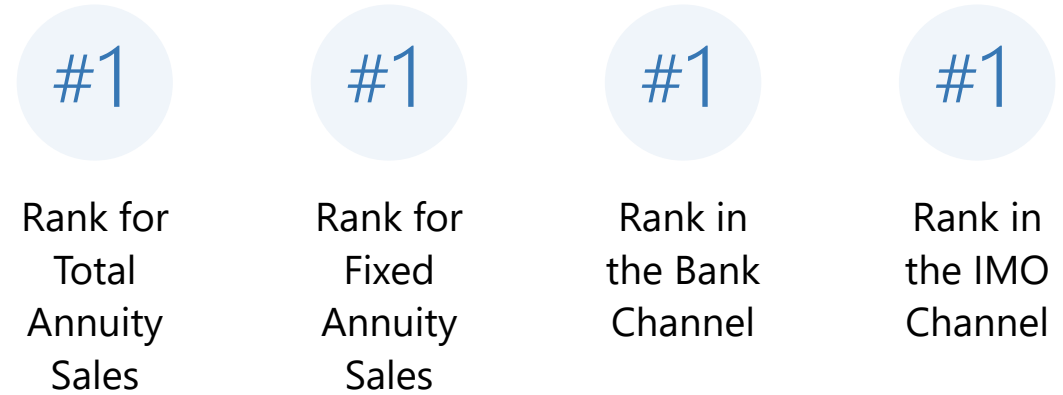 #1
Rank for
Total
Annuity
Sales
#1
Rank for
Fixed
Annuity
Sales
#1
Rank in
the Bank
Channel
#1
Rank in
the IMO
Channel